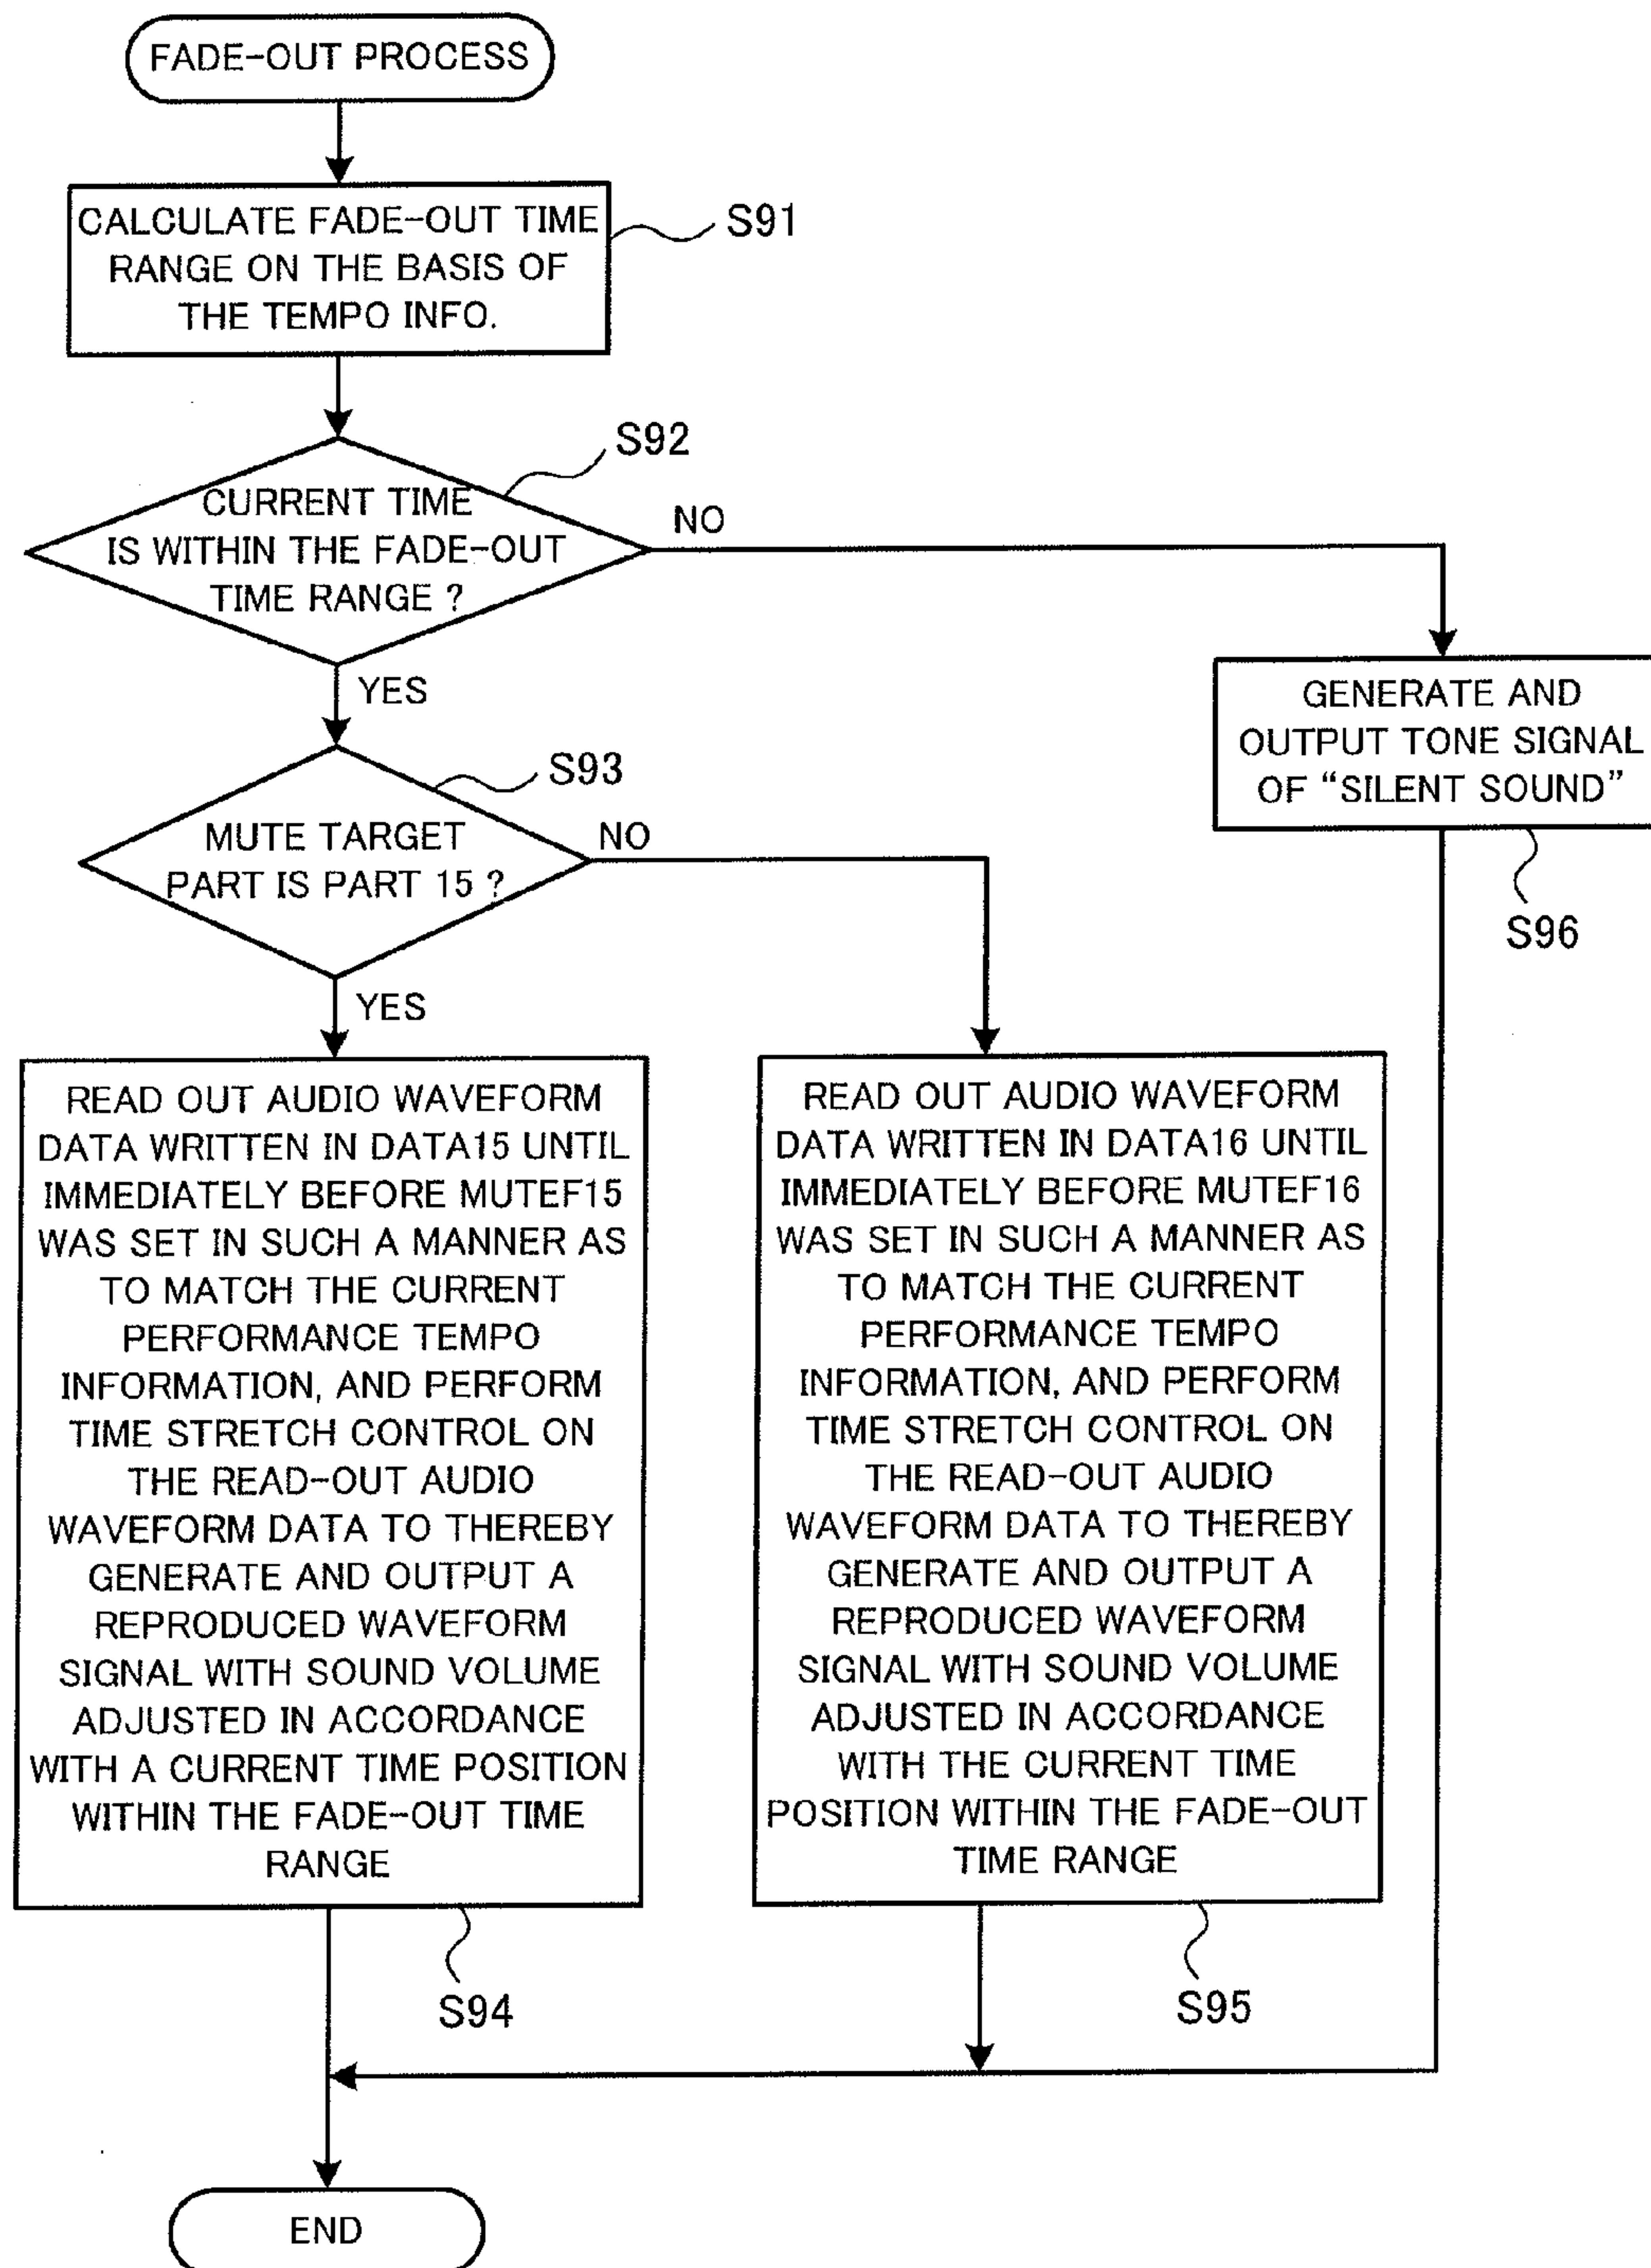 FADE-OUT PROCESS
CALCULATE FADE-OUT TIME
RANGE ON THE BASIS OF
THE TEMPO INFO.
S91
S92
CURRENT TIME
IS WITHIN THE FADE-OUT
TIME RANGE ?
NO
YES
GENERATE AND
OUTPUT TONE SIGNAL
OF “SILENT SOUND”
S96
S93
MUTE TARGET
PART IS PART 15 ?
NO
YES
READ OUT AUDIO WAVEFORM
DATA WRITTEN IN DATA15 UNTIL
IMMEDIATELY BEFORE MUTEF15
WAS SET IN SUCH A MANNER AS
TO MATCH THE CURRENT
PERFORMANCE TEMPO
INFORMATION, AND PERFORM
TIME STRETCH CONTROL ON
THE READ-OUT AUDIO
WAVEFORM DATA TO THEREBY
GENERATE AND OUTPUT A
REPRODUCED WAVEFORM
SIGNAL WITH SOUND VOLUME
ADJUSTED IN ACCORDANCE
WITH A CURRENT TIME POSITION
WITHIN THE FADE-OUT TIME
RANGE
S94
READ OUT AUDIO WAVEFORM
DATA WRITTEN IN DATA16 UNTIL
IMMEDIATELY BEFORE MUTEF16
WAS SET IN SUCH A MANNER AS
TO MATCH THE CURRENT
PERFORMANCE TEMPO
INFORMATION, AND PERFORM
TIME STRETCH CONTROL ON
THE READ-OUT AUDIO
WAVEFORM DATA TO THEREBY
GENERATE AND OUTPUT A
REPRODUCED WAVEFORM
SIGNAL WITH SOUND VOLUME
ADJUSTED IN ACCORDANCE
WITH THE CURRENT TIME
POSITION WITHIN THE FADE-OUT
TIME RANGE
S95
END